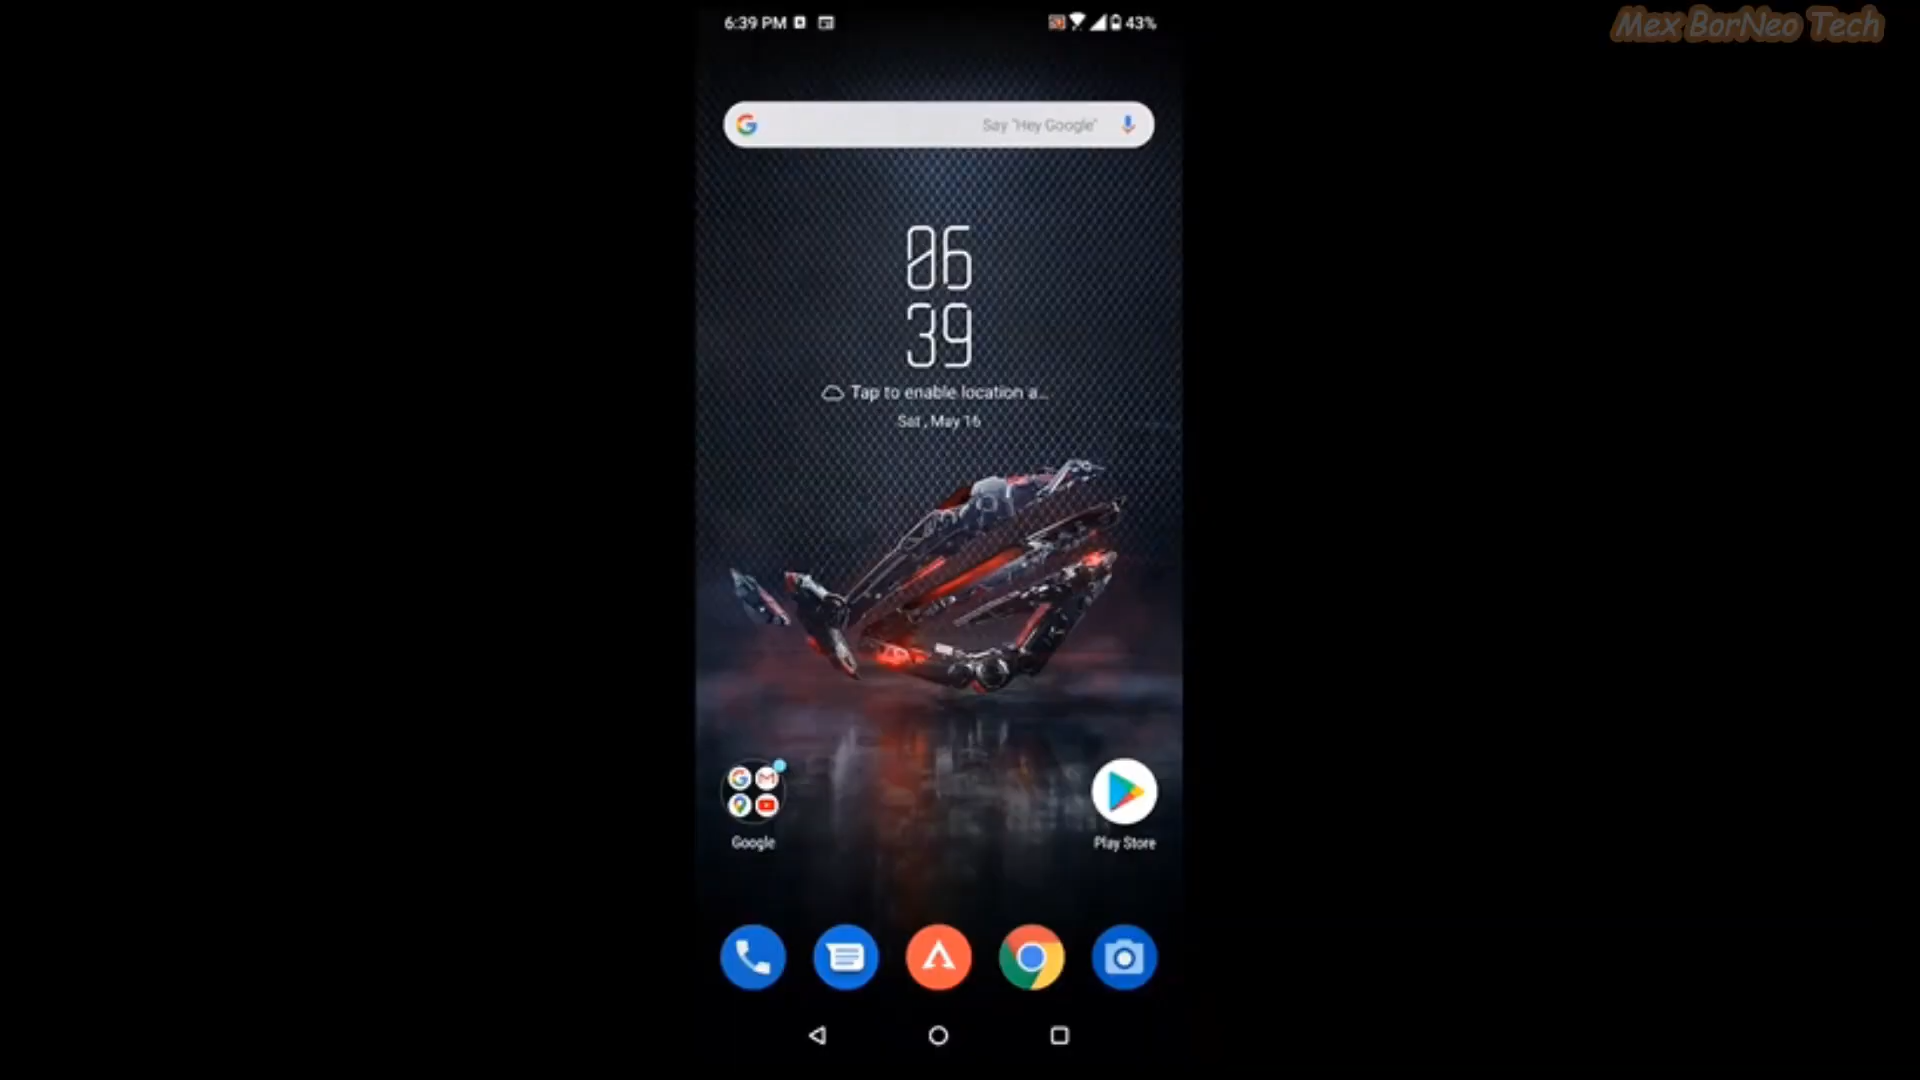 6:39 PM
43%
Mex BorNeo Tech
Say "Hey Google"
06
39
Tap to enable location a...
Sat, May 16
Google
Play Store